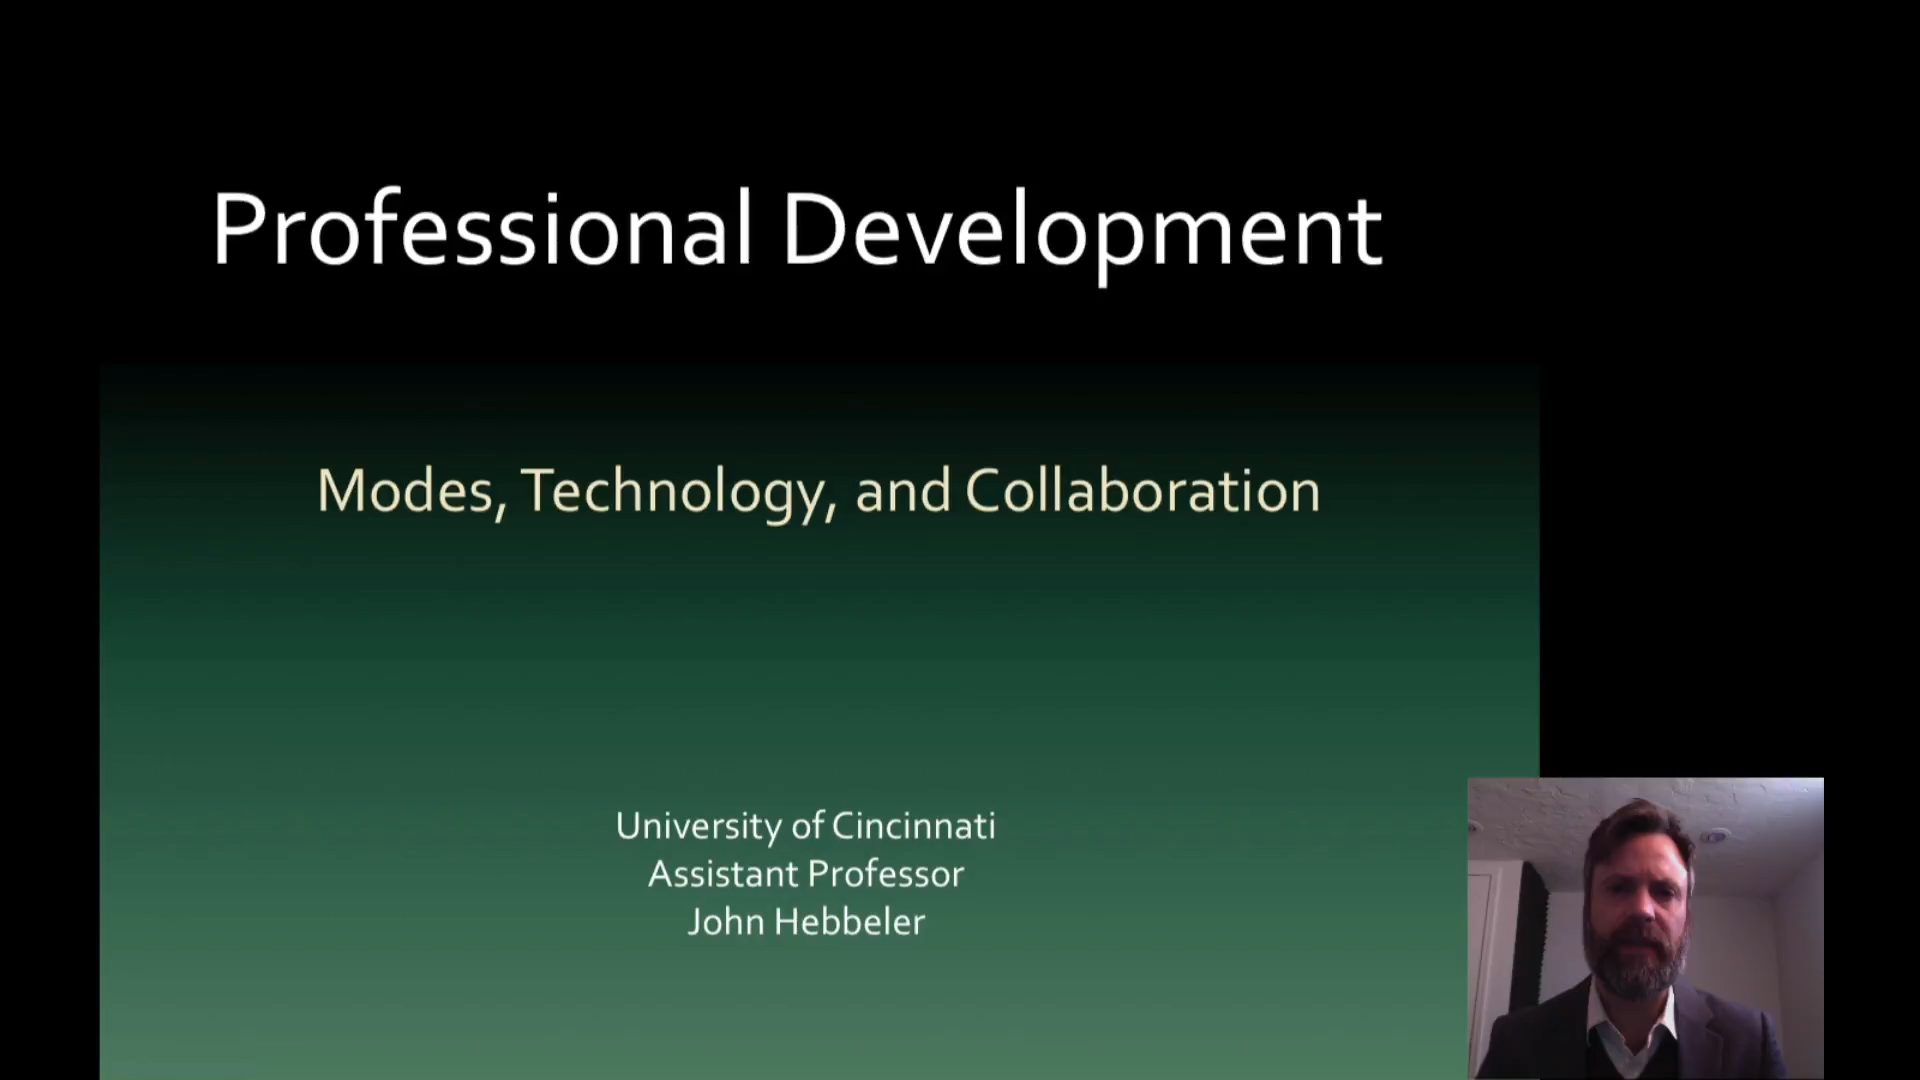 Professional Development
Modes, Technology, and Collaboration
University of Cincinnati
Assistant Professor
John Hebbeler